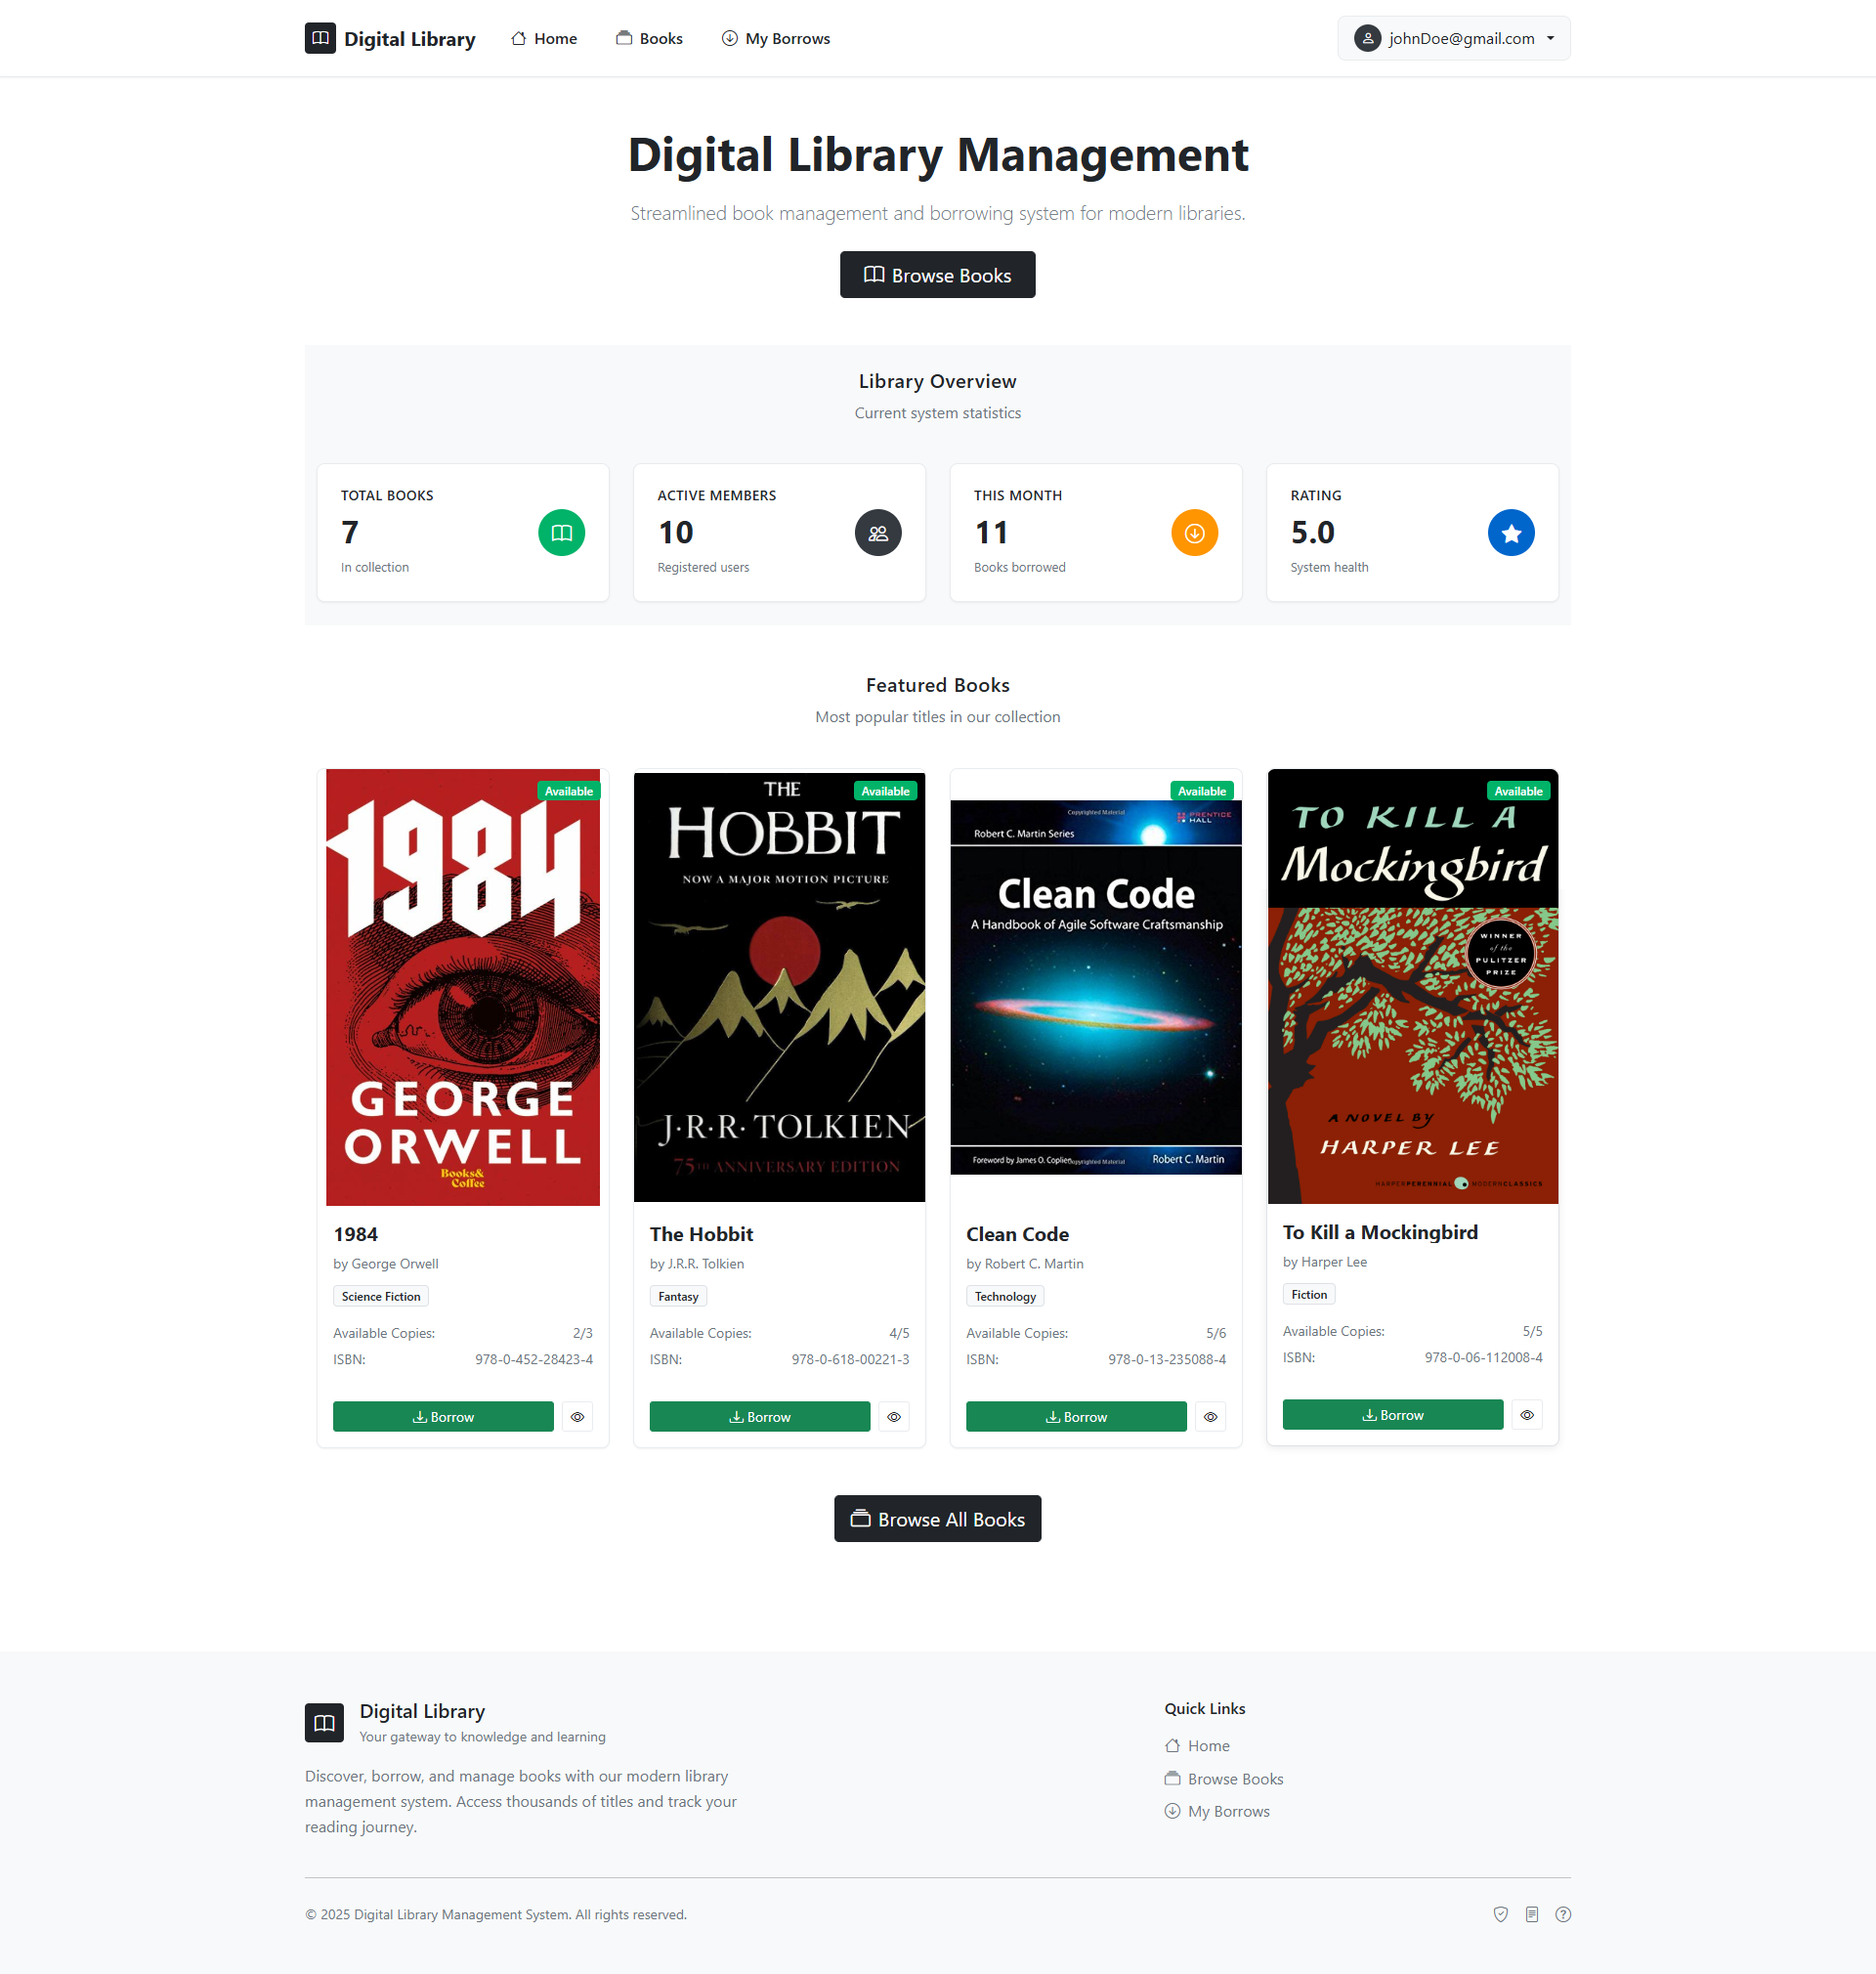 Digital Library Home Books My Borrows johnDoe@gmail.com
Digital Library Management
Streamlined book management and borrowing system for modern libraries.
Browse Books
Library Overview
Current system statistics
TOTAL BOOKS
7
In collection
ACTIVE MEMBERS
10
Registered users
THIS MONTH
11
Books borrowed
RATING
5.0
System health
Featured Books
Most popular titles in our collection
Available
1984
GEORGE
ORWELL
Books&
Coffee
1984
by George Orwell
Science Fiction
Available Copies: 2/3
ISBN: 978-0-452-28423-4
Borrow
Available
THE
HOBBIT
NOW A MAJOR MOTION PICTURE
J·R·R· TOLKIEN
75TH ANNIVERSARY EDITION
The Hobbit
by J.R.R. Tolkien
Fantasy
Available Copies: 4/5
ISBN: 978-0-618-00221-3
Borrow
Available
Copyrighted Material
PRENTICE
HALL
Robert C. Martin Series
Clean Code
A Handbook of Agile Software Craftsmanship
Foreword by James O. Coplien Copyrighted Material Robert C. Martin
Clean Code
by Robert C. Martin
Technology
Available Copies: 5/6
ISBN: 978-0-13-235088-4
Borrow
Available
TO KILL A
Mockingbird
WINNER
of the
PULITZER
PRIZE
A NOVEL BY
HARPER LEE
HARPERPERENNIAL MODERNCLASSICS
To Kill a Mockingbird
by Harper Lee
Fiction
Available Copies: 5/5
ISBN: 978-0-06-112008-4
Borrow
Browse All Books
Digital Library
Your gateway to knowledge and learning
Discover, borrow, and manage books with our modern library
management system. Access thousands of titles and track your
reading journey.
Quick Links
Home
Browse Books
My Borrows
© 2025 Digital Library Management System. All rights reserved.